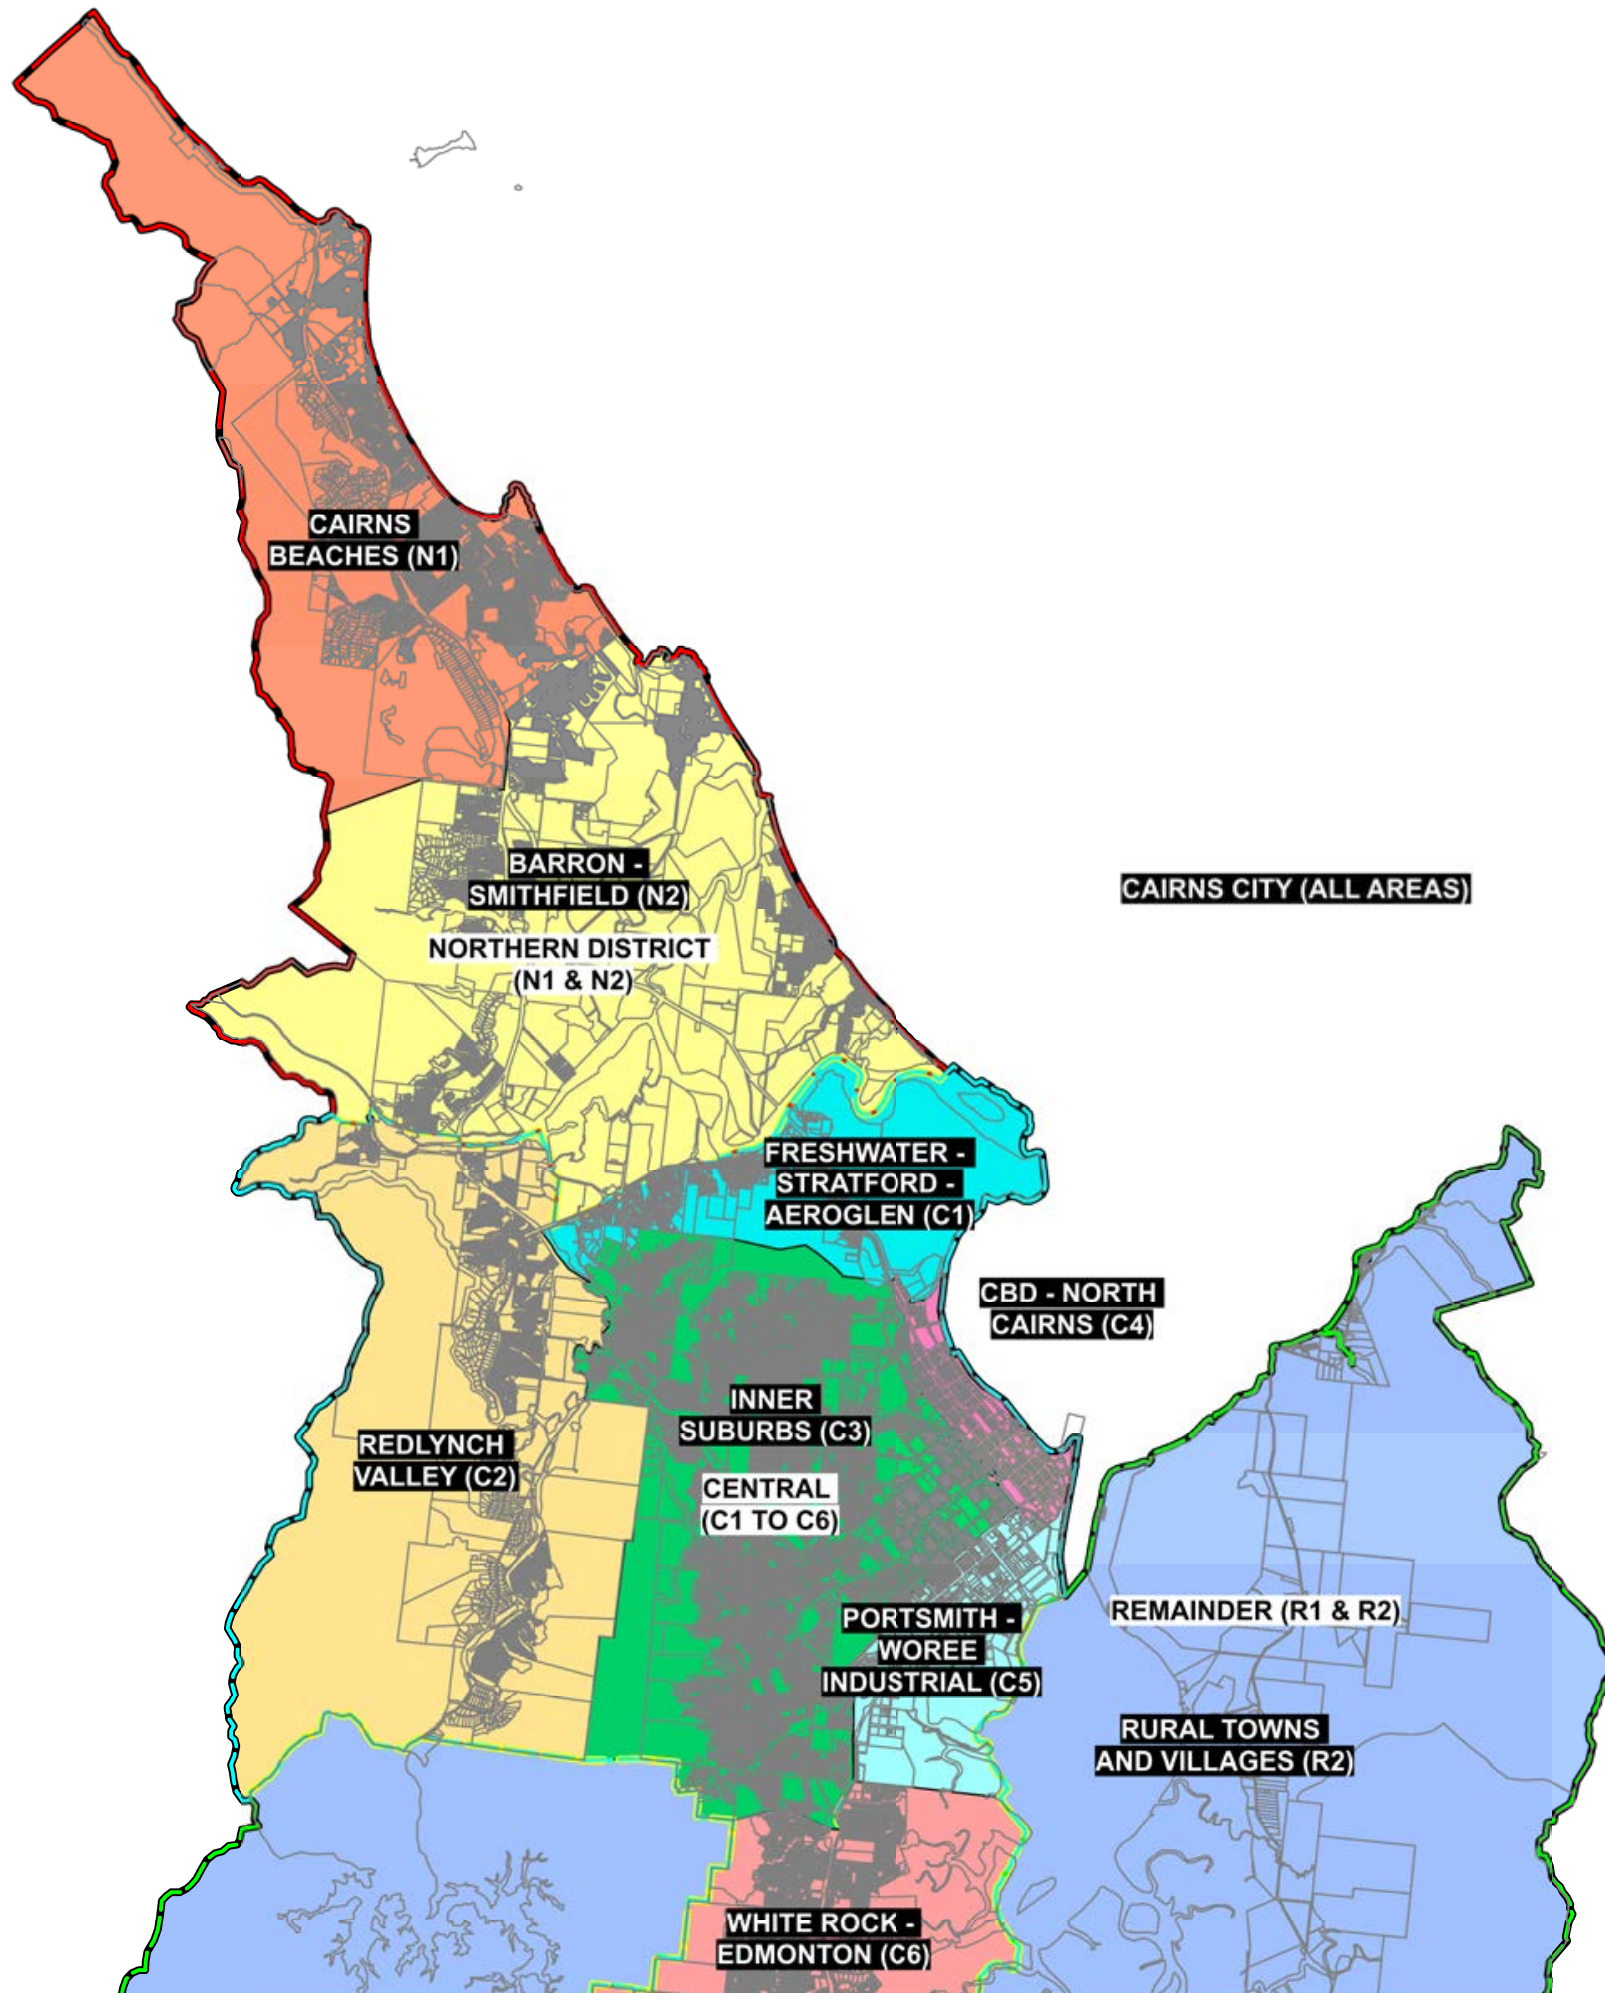 CAIRNS
BEACHES (N1)
BARRON -
SMITHFIELD (N2)
CAIRNS CITY (ALL AREAS)
NORTHERN DISTRICT
(N1 & N2)
FRESHWATER -
STRATFORD -
AEROGLEN (C1)
CBD - NORTH
CAIRNS (C4)
INNER
SUBURBS (C3)
REDLYNCH
VALLEY (C2)
CENTRAL
(C1 TO C6)
REMAINDER (R1 & R2)
PORTSMITH -
WOREE
INDUSTRIAL (C5)
RURAL TOWNS
AND VILLAGES (R2)
WHITE ROCK -
EDMONTON (C6)